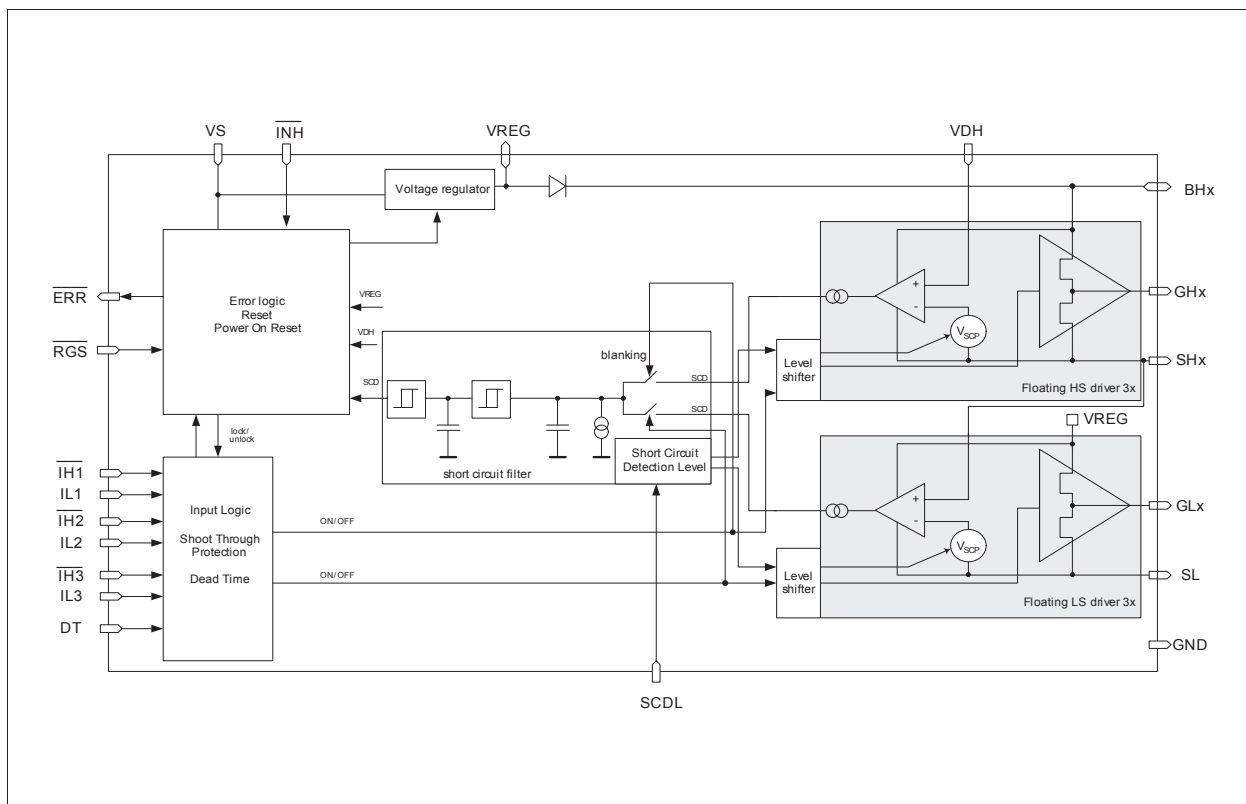 VS
INH
VREG
VDH
Voltage regulator
BHx
ERR
Error logic
Reset
Power On Reset
VREG
VDH
SCD
RGS
blanking
SCD
SCD
+
-
VSCP
Level
shifter
GHx
SHx
Floating HS driver 3x
lock/
unlock
short circuit filter
Short Circuit
Detection Level
VREG
IH1
IL1
IH2
IL2
IH3
IL3
DT
Input Logic
Shoot Through
Protection
Dead Time
ON/OFF
ON/OFF
+
-
VSCP
Level
shifter
GLx
SL
Floating LS driver 3x
GND
SCDL